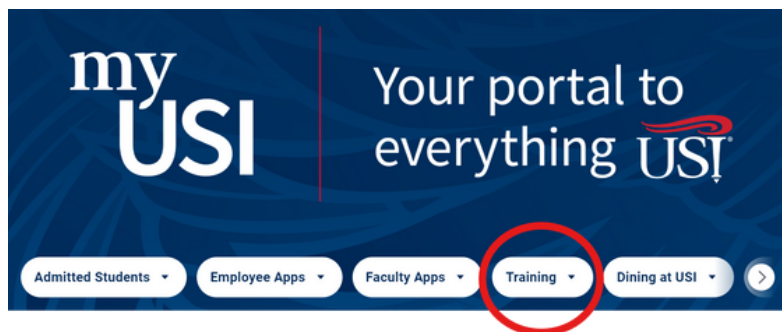 my
USI
Your portal to
everything USI
Admitted Students
Employee Apps
Faculty Apps
Training
Dining at USI